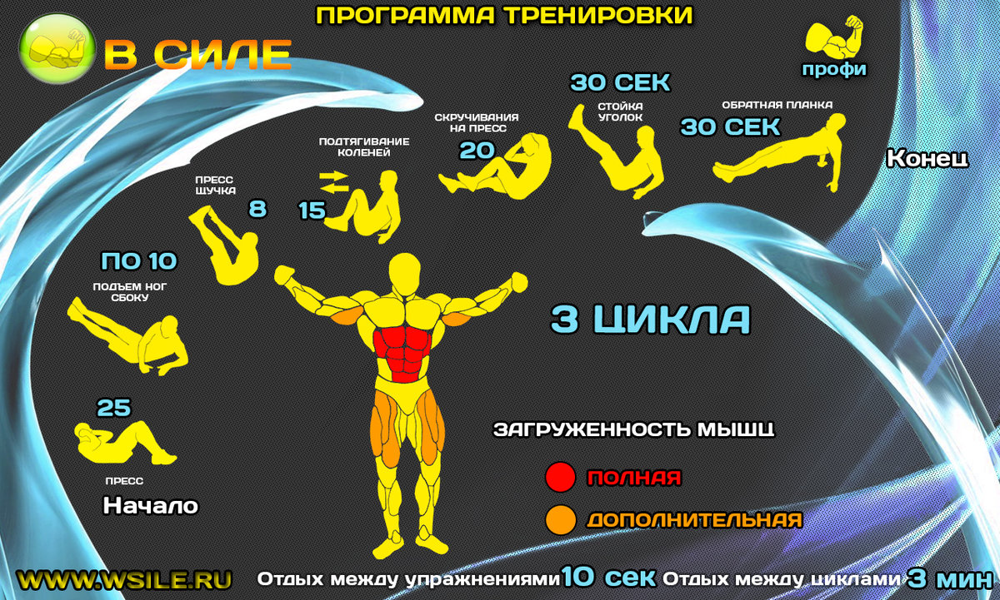 ПРОГРАММА ТРЕНИРОВКИ
В СИЛЕ
профи
30 СЕК
СТОЙКА
УГОЛОК
ОБРАТНАЯ ПЛАНКА
30 СЕК
СКРУЧИВАНИЯ
НА ПРЕСС
20
ПОДТЯГИВАНИЕ
КОЛЕНЕЙ
15
Конец
ПРЕСС
ЩУЧКА
8
ПО 10
ПОДЪЕМ НОГ
СБОКУ
3 ЦИКЛА
25
ПРЕСС
Начало
ЗАГРУЖЕННОСТЬ МЫШЦ
ПОЛНАЯ
ДОПОЛНИТЕЛЬНАЯ
WWW.WSILE.RU
Отдых между упражнениями 10 сек Отдых между циклами 3 мин